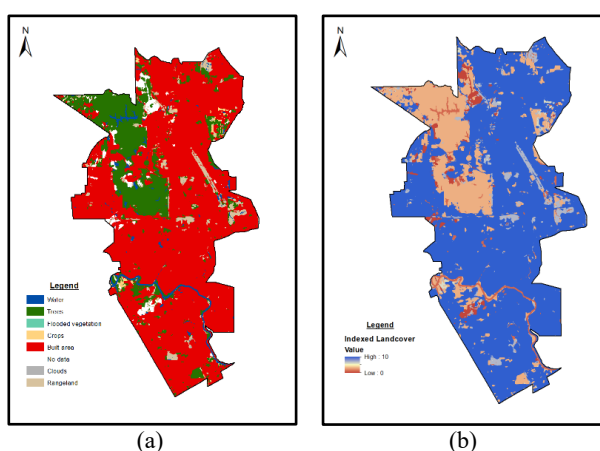 N
Legend
Water
Trees
Flooded vegetation
Crops
Built area
No data
Clouds
Rangeland
(a)
N
Legend
Indexed Landcover
Value
High : 10
Low : 0
(b)